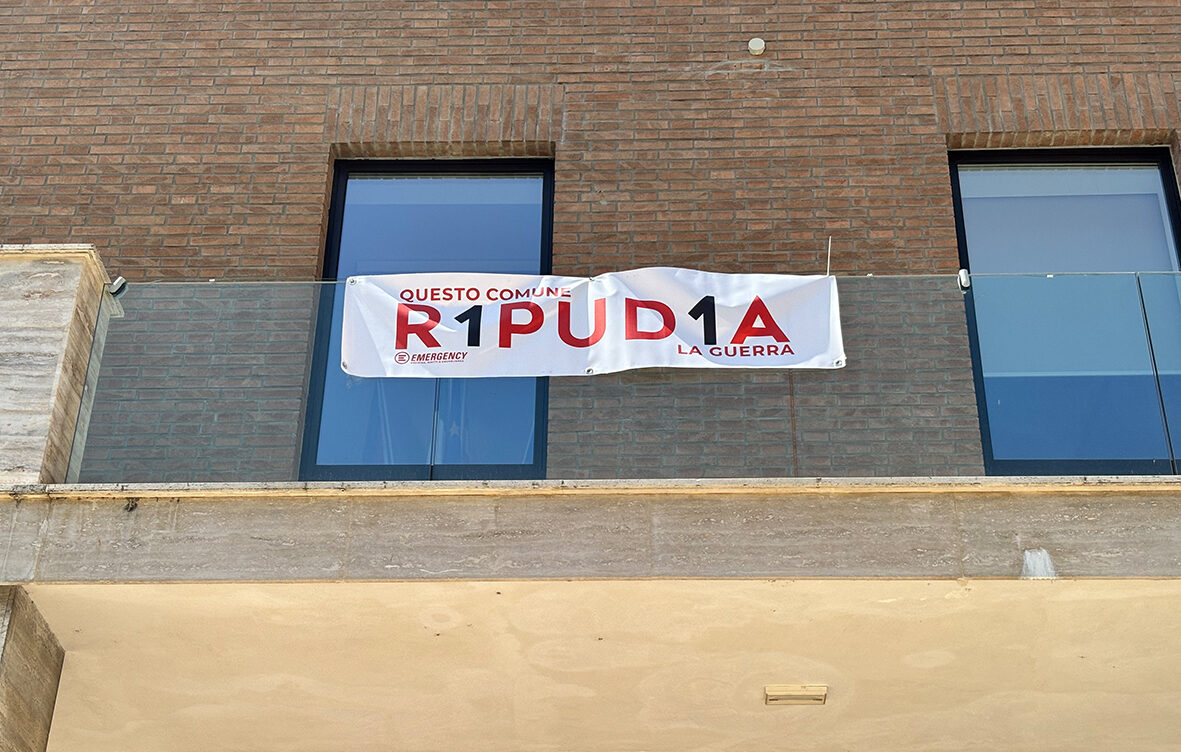 QUESTO COMUNE
R1PUD1A
LA GUERRA
EMERGENCY